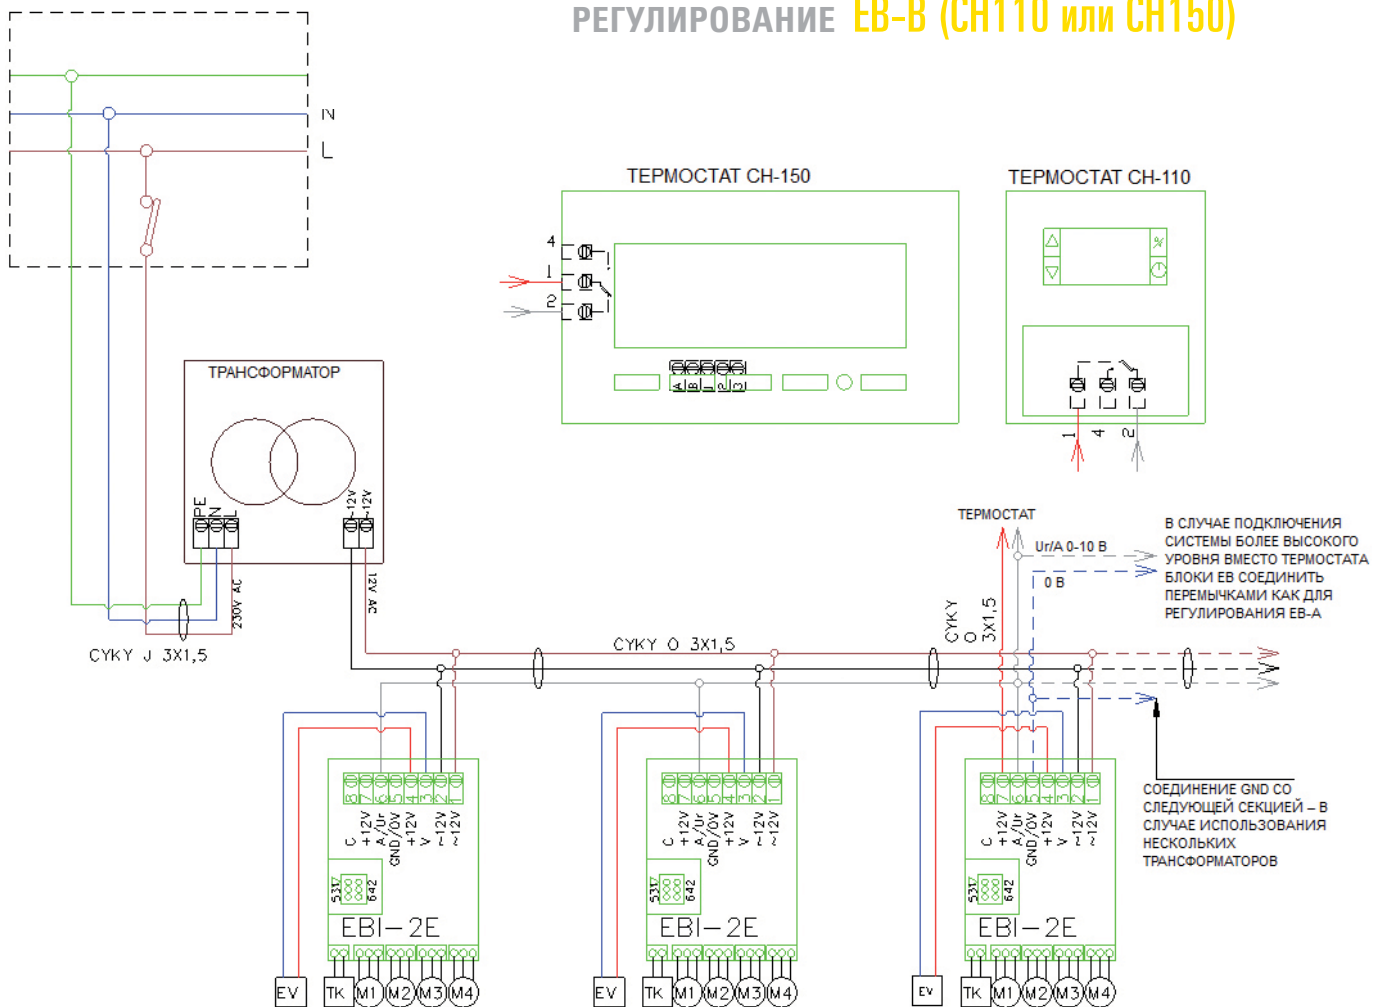 РЕГУЛИРОВАНИЕ EB-B (CH110 или CH150)
N
L
ТЕРМОСТАТ CH-150
4
1
2
A B 1 2 3
ТЕРМОСТАТ CH-110
%
1 4 2
ТРАНСФОРМАТОР
PE N L
~12V ~12V
230V AC
12V AC
CYKY J 3X1,5
CYKY O 3X1,5
CYKY O 3X1,5
ТЕРМОСТАТ
Ur/A 0-10 В
0 В
В СЛУЧАЕ ПОДКЛЮЧЕНИЯ
СИСТЕМЫ БОЛЕЕ ВЫСОКОГО
УРОВНЯ ВМЕСТО ТЕРМОСТАТА
БЛОКИ EB СОЕДИНИТЬ
ПЕРЕМЫЧКАМИ КАК ДЛЯ
РЕГУЛИРОВАНИЯ EB-A
8 7 6 5 4 3 2 1
C +12V A/Ur GND/0V +12V V ~12V ~12V
531 642
EBI-2E
EV TK M1 M2 M3 M4
8 7 6 5 4 3 2 1
C +12V A/Ur GND/0V +12V V ~12V ~12V
531 642
EBI-2E
EV TK M1 M2 M3 M4
8 7 6 5 4 3 2 1
C +12V A/Ur GND/0V +12V V ~12V ~12V
531 642
EBI-2E
EV TK M1 M2 M3 M4
СОЕДИНЕНИЕ GND СО
СЛЕДУЮЩЕЙ СЕКЦИЕЙ – В
СЛУЧАЕ ИСПОЛЬЗОВАНИЯ
НЕСКОЛЬКИХ
ТРАНСФОРМАТОРОВ